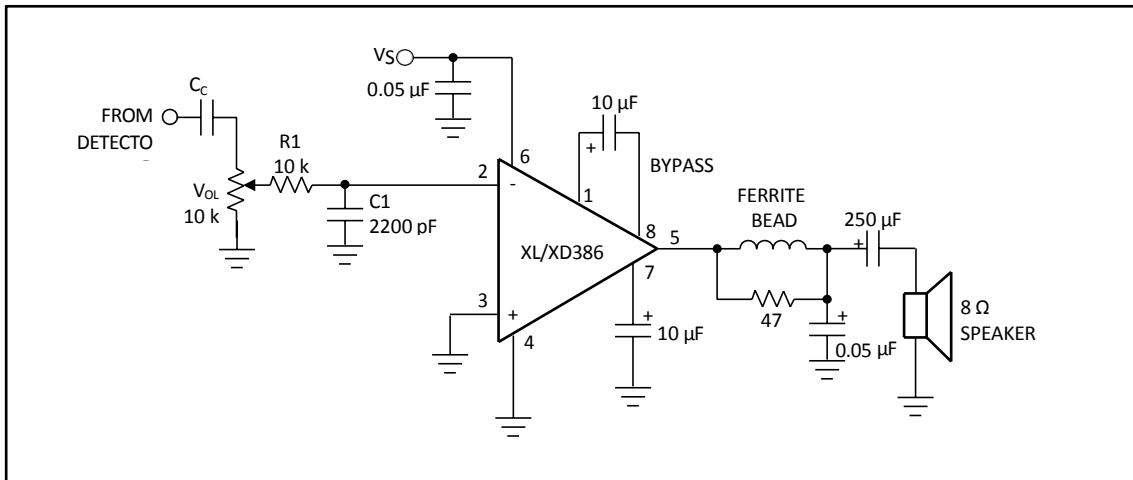 VS
0.05 µF
CC
FROM
DETECTO
R1
10 k
VOL
10 k
C1
2200 pF
2
-
6
3
+
4
XL/XD386
10 µF
+
1
BYPASS
8
5
7
+
10 µF
FERRITE
BEAD
47
250 µF
+
+
0.05 µF
8 Ω
SPEAKER